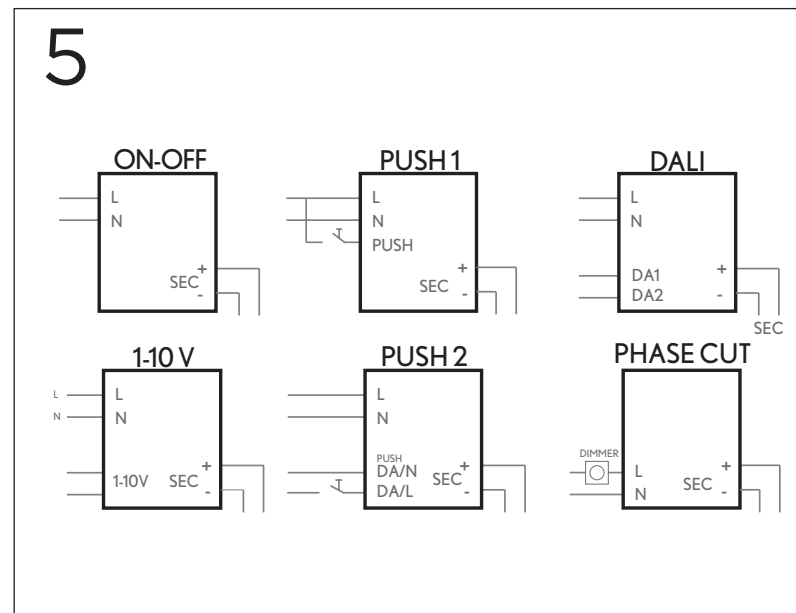 5
ON-OFF
L
N
SEC
+
-
PUSH 1
L
N
PUSH
SEC
+
-
DALI
L
N
DA1
DA2
+
-
SEC
1-10 V
L
N
L
N
1-10V
SEC
+
-
PUSH 2
L
N
PUSH
DA/N
DA/L
SEC
+
-
PHASE CUT
DIMMER
L
N
SEC
+
-